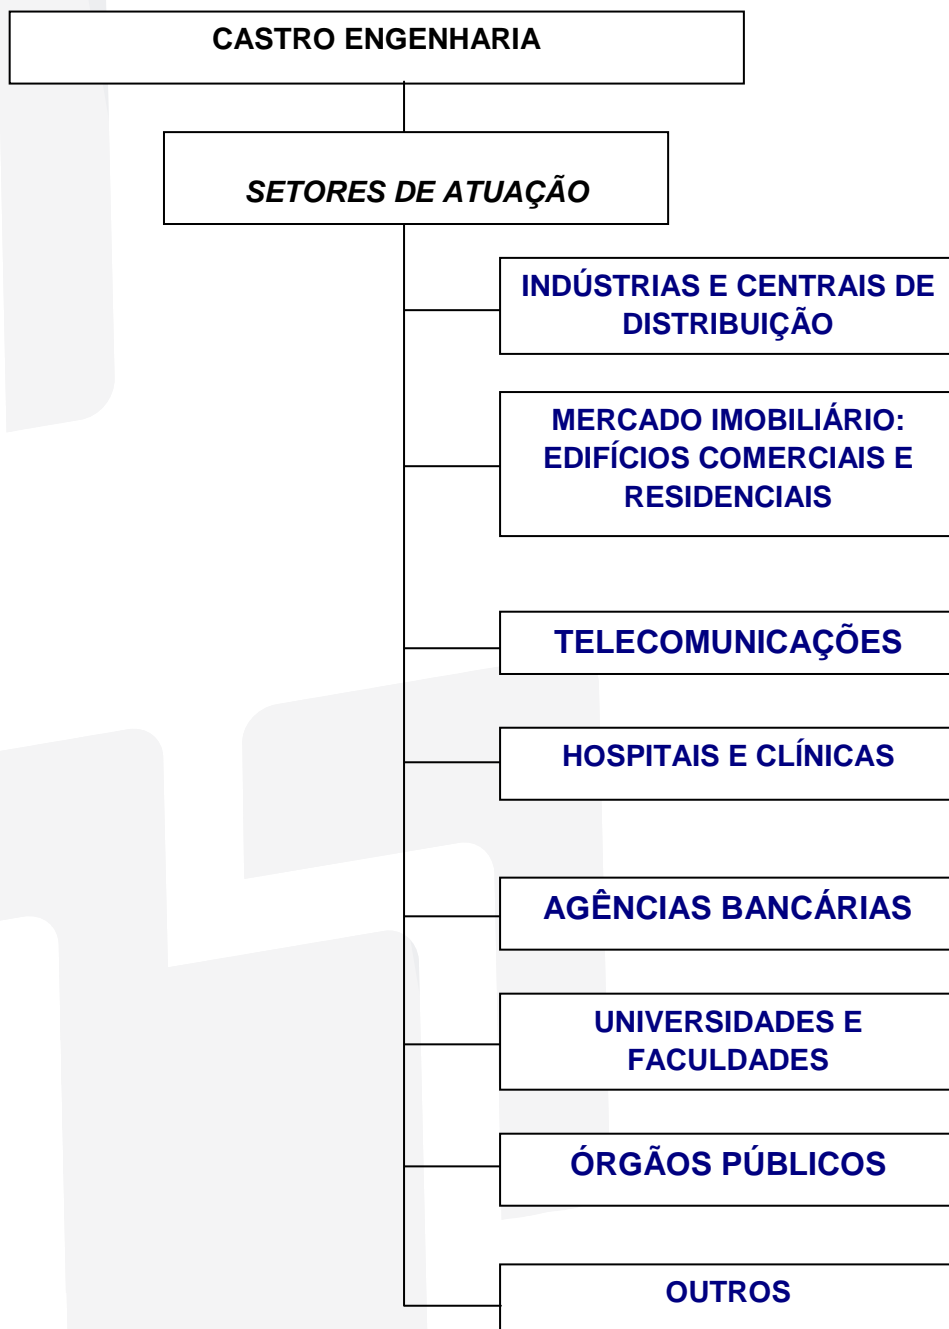 CASTRO ENGENHARIA
SETORES DE ATUAÇÃO
INDÚSTRIAS E CENTRAIS DE
DISTRIBUIÇÃO
MERCADO IMOBILIÁRIO:
EDIFÍCIOS COMERCIAIS E
RESIDENCIAIS
TELECOMUNICAÇÕES
HOSPITAIS E CLÍNICAS
AGÊNCIAS BANCÁRIAS
UNIVERSIDADES E
FACULDADES
ÓRGÃOS PÚBLICOS
OUTROS